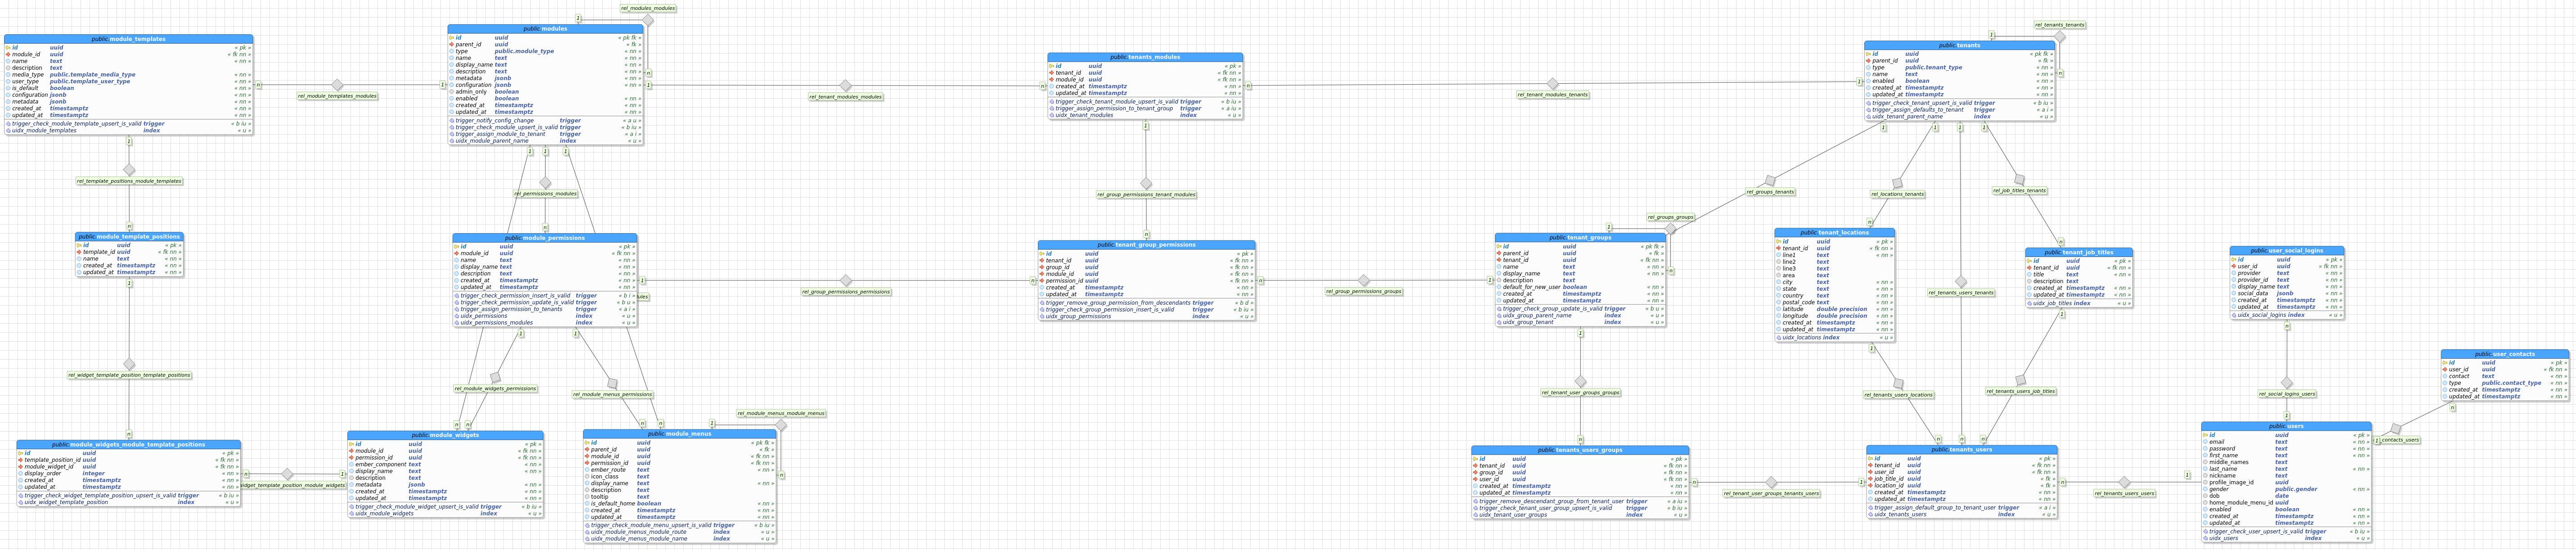 rel_modules_modules
public.module_templates
id uuid « pk »
module_id uuid « fk nn »
name text « nn »
description text
media_type public.template_media_type « nn »
user_type public.template_user_type « nn »
is_default boolean « nn »
configuration jsonb « nn »
metadata jsonb « nn »
created_at timestamptz « nn »
updated_at timestamptz « nn »
trigger_check_module_template_upsert_is_valid trigger « b iu »
uidx_module_templates index « u »
rel_module_templates_modules
public.modules
id uuid « pk fk »
parent_id uuid « fk »
type public.module_type « nn »
name text « nn »
display_name text « nn »
description text « nn »
metadata jsonb « nn »
configuration jsonb « nn »
admin_only boolean
enabled boolean « nn »
created_at timestamptz « nn »
updated_at timestamptz « nn »
trigger_notify_config_change trigger « a u »
trigger_check_module_upsert_is_valid trigger « b iu »
trigger_assign_module_to_tenant trigger « a i »
uidx_module_parent_name index « u »
rel_tenant_modules_modules
public.tenants_modules
id uuid « pk »
tenant_id uuid « fk nn »
module_id uuid « fk nn »
created_at timestamptz « nn »
updated_at timestamptz « nn »
trigger_check_tenant_module_upsert_is_valid trigger « b iu »
trigger_assign_permission_to_tenant_group trigger « a iu »
uidx_tenant_modules index « u »
rel_tenant_modules_tenants
rel_tenants_tenants
public.tenants
id uuid « pk fk »
parent_id uuid « fk »
type public.tenant_type « nn »
name text « nn »
enabled boolean « nn »
created_at timestamptz « nn »
updated_at timestamptz « nn »
trigger_check_tenant_upsert_is_valid trigger « b iu »
trigger_assign_defaults_to_tenant trigger « a i »
uidx_tenant_parent_name index « u »
rel_template_positions_module_templates
rel_permissions_modules
rel_group_permissions_tenant_modules
rel_groups_tenants
rel_locations_tenants
rel_job_titles_tenants
rel_groups_groups
public.module_template_positions
id uuid « pk »
template_id uuid « fk nn »
name text « nn »
created_at timestamptz « nn »
updated_at timestamptz « nn »
public.module_permissions
id uuid « pk »
module_id uuid « fk nn »
name text « nn »
display_name text « nn »
description text « nn »
created_at timestamptz « nn »
updated_at timestamptz « nn »
trigger_check_permission_insert_is_valid trigger « b i »
trigger_check_permission_update_is_valid trigger « b u »
trigger_assign_permission_to_tenants trigger « a i »
uidx_permissions index « u »
uidx_permissions_modules index « u »
rel_group_permissions_permissions
public.tenant_group_permissions
id uuid « pk »
tenant_id uuid « fk nn »
group_id uuid « fk nn »
module_id uuid « fk nn »
permission_id uuid « fk nn »
created_at timestamptz « nn »
updated_at timestamptz « nn »
trigger_remove_group_permission_from_descendants trigger « b d »
trigger_check_group_permission_insert_is_valid trigger « b iu »
uidx_group_permissions index « u »
rel_group_permissions_groups
public.tenant_groups
id uuid « pk fk »
parent_id uuid « fk »
tenant_id uuid « fk nn »
name text « nn »
display_name text « nn »
description text « nn »
default_for_new_user boolean « nn »
created_at timestamptz « nn »
updated_at timestamptz « nn »
trigger_check_group_update_is_valid trigger « b u »
uidx_group_parent_name index « u »
uidx_group_tenant index « u »
public.tenant_locations
id uuid « pk »
tenant_id uuid « fk nn »
line1 text « nn »
line2 text
line3 text
area text
city text « nn »
state text « nn »
country text « nn »
postal_code text « nn »
latitude double precision « nn »
longitude double precision « nn »
created_at timestamptz « nn »
updated_at timestamptz « nn »
uidx_locations index « u »
rel_tenants_users_tenants
public.tenant_job_titles
id uuid « pk »
tenant_id uuid « fk nn »
title text « nn »
description text
created_at timestamptz « nn »
updated_at timestamptz « nn »
uidx_job_titles index « u »
public.user_social_logins
id uuid « pk »
user_id uuid « fk nn »
provider text « nn »
provider_id text « nn »
display_name text « nn »
social_data jsonb « nn »
created_at timestamptz « nn »
updated_at timestamptz « nn »
uidx_social_logins index « u »
public.user_contacts
id uuid « pk »
user_id uuid « fk nn »
contact text « nn »
type public.contact_type « nn »
created_at timestamptz « nn »
updated_at timestamptz « nn »
rel_widget_template_position_template_positions
rel_module_widgets_permissions
rel_module_menus_permissions
rel_module_menus_module_menus
rel_tenant_user_groups_groups
rel_tenants_users_locations
rel_tenants_users_job_titles
rel_social_logins_users
contacts_users
public.module_widgets_module_template_positions
id uuid « pk »
template_position_id uuid « fk nn »
module_widget_id uuid « fk nn »
display_order integer « nn »
created_at timestamptz « nn »
updated_at timestamptz « nn »
trigger_check_widget_template_position_upsert_is_valid trigger « b iu »
uidx_widget_template_position index « u »
widget_template_position_module_widgets
public.module_widgets
id uuid « pk »
module_id uuid « fk nn »
permission_id uuid « fk nn »
ember_component text « nn »
display_name text « nn »
description text
metadata jsonb « nn »
created_at timestamptz « nn »
updated_at timestamptz « nn »
trigger_check_module_widget_upsert_is_valid trigger « b iu »
uidx_module_widgets index « u »
public.module_menus
id uuid « pk fk »
parent_id uuid « fk »
module_id uuid « fk nn »
permission_id uuid « fk nn »
ember_route text « nn »
icon_class text
display_name text « nn »
description text
tooltip text
is_default_home boolean « nn »
created_at timestamptz « nn »
updated_at timestamptz « nn »
trigger_check_module_menu_upsert_is_valid trigger « b iu »
uidx_module_menus_module_route index « u »
uidx_module_menus_module_name index « u »
public.tenants_users_groups
id uuid « pk »
tenant_id uuid « fk nn »
group_id uuid « fk nn »
user_id uuid « fk nn »
created_at timestamptz « nn »
updated_at timestamptz « nn »
trigger_remove_descendant_group_from_tenant_user trigger « a iu »
trigger_check_tenant_user_group_upsert_is_valid trigger « b iu »
uidx_tenant_user_groups index « u »
rel_tenant_user_groups_tenants_users
public.tenants_users
id uuid « pk »
tenant_id uuid « fk nn »
user_id uuid « fk nn »
job_title_id uuid « fk »
location_id uuid « fk »
created_at timestamptz « nn »
updated_at timestamptz « nn »
trigger_assign_default_group_to_tenant_user trigger « a i »
uidx_tenants_users index « u »
rel_tenants_users_users
public.users
id uuid « pk »
email text « nn »
password text « nn »
first_name text « nn »
middle_names text
last_name text « nn »
nickname text
profile_image_id uuid
gender public.gender « nn »
dob date
home_module_menu_id uuid
enabled boolean « nn »
created_at timestamptz « nn »
updated_at timestamptz « nn »
trigger_check_user_upsert_is_valid trigger « b iu »
uidx_users index « u »